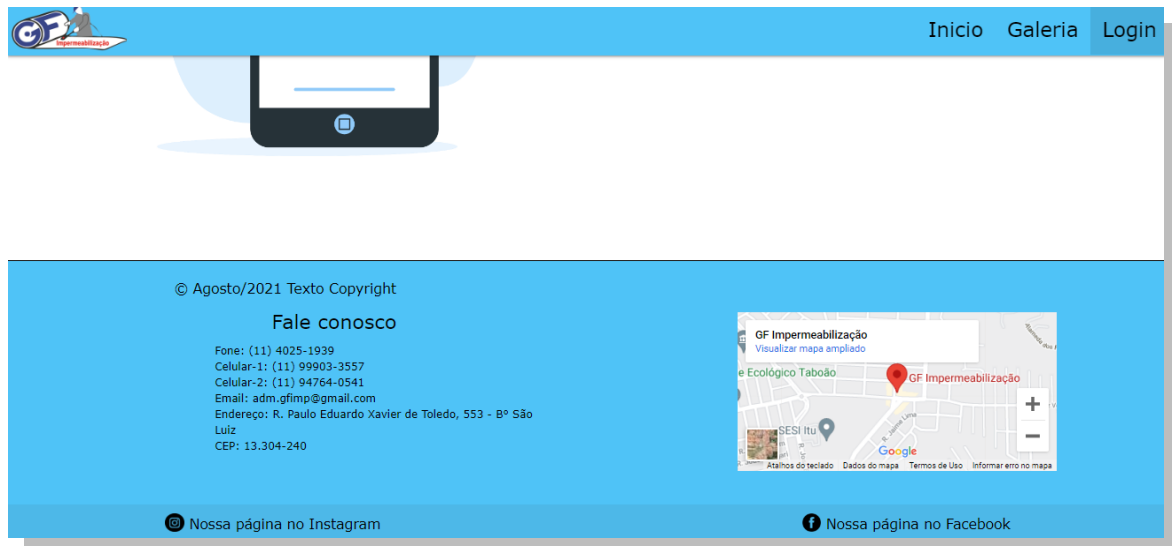 GF
Impermeabilização
Inicio Galeria Login
© Agosto/2021 Texto Copyright
Fale conosco
Fone: (11) 4025-1939
Celular-1: (11) 99903-3557
Celular-2: (11) 94764-0541
Email: adm.gfimp@gmail.com
Endereço: R. Paulo Eduardo Xavier de Toledo, 553 - Bº São
Luiz
CEP: 13.304-240
GF Impermeabilização
Visualizar mapa ampliado
e Ecológico Taboão
GF Impermeabilização
SESI Itu
R. Jaime Lima
Google
Atalhos do teclado Dados do mapa Termos de Uso Informar erro no mapa
Nossa página no Instagram
Nossa página no Facebook